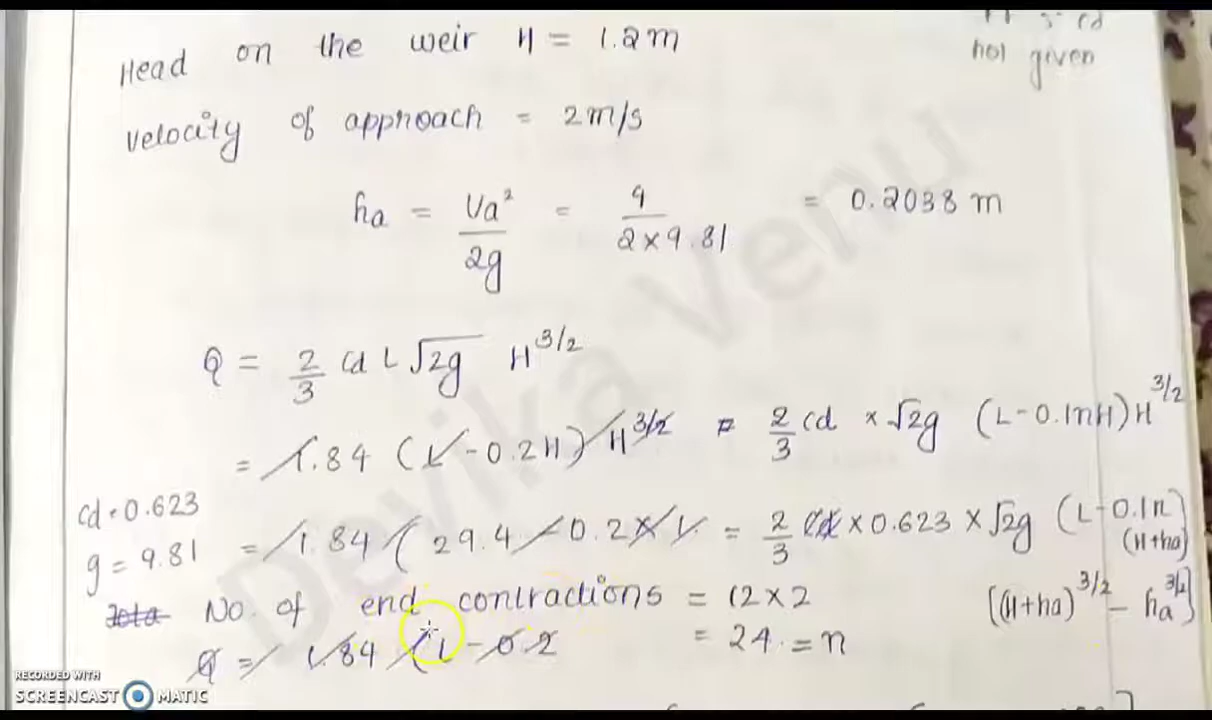 Head on the weir H = 1.2m
not given
velocity of approach = 2m/s
ha = Va² / 2g = 4 / 2×9.81 = 0.2038 m
Q = 2/3 Cd L √2g H^3/2
= 1.84 (L - 0.2H) H^3/2 = 2/3 cd × √2g (L - 0.1nH) H^3/2
cd = 0.623
g = 9.81
= 1.84 ( 29.4 - 0.2 × 1. = 2/3 × 0.623 × √2g (L - 0.1n (H+ha)) [(H+ha)^3/2 - ha^3/2]
No. of end contractions = 12×2
= 24. = n
Q = 1.84 (L - 0.2
Devika Venu
RECORDED WITH
SCREENCAST MATIC